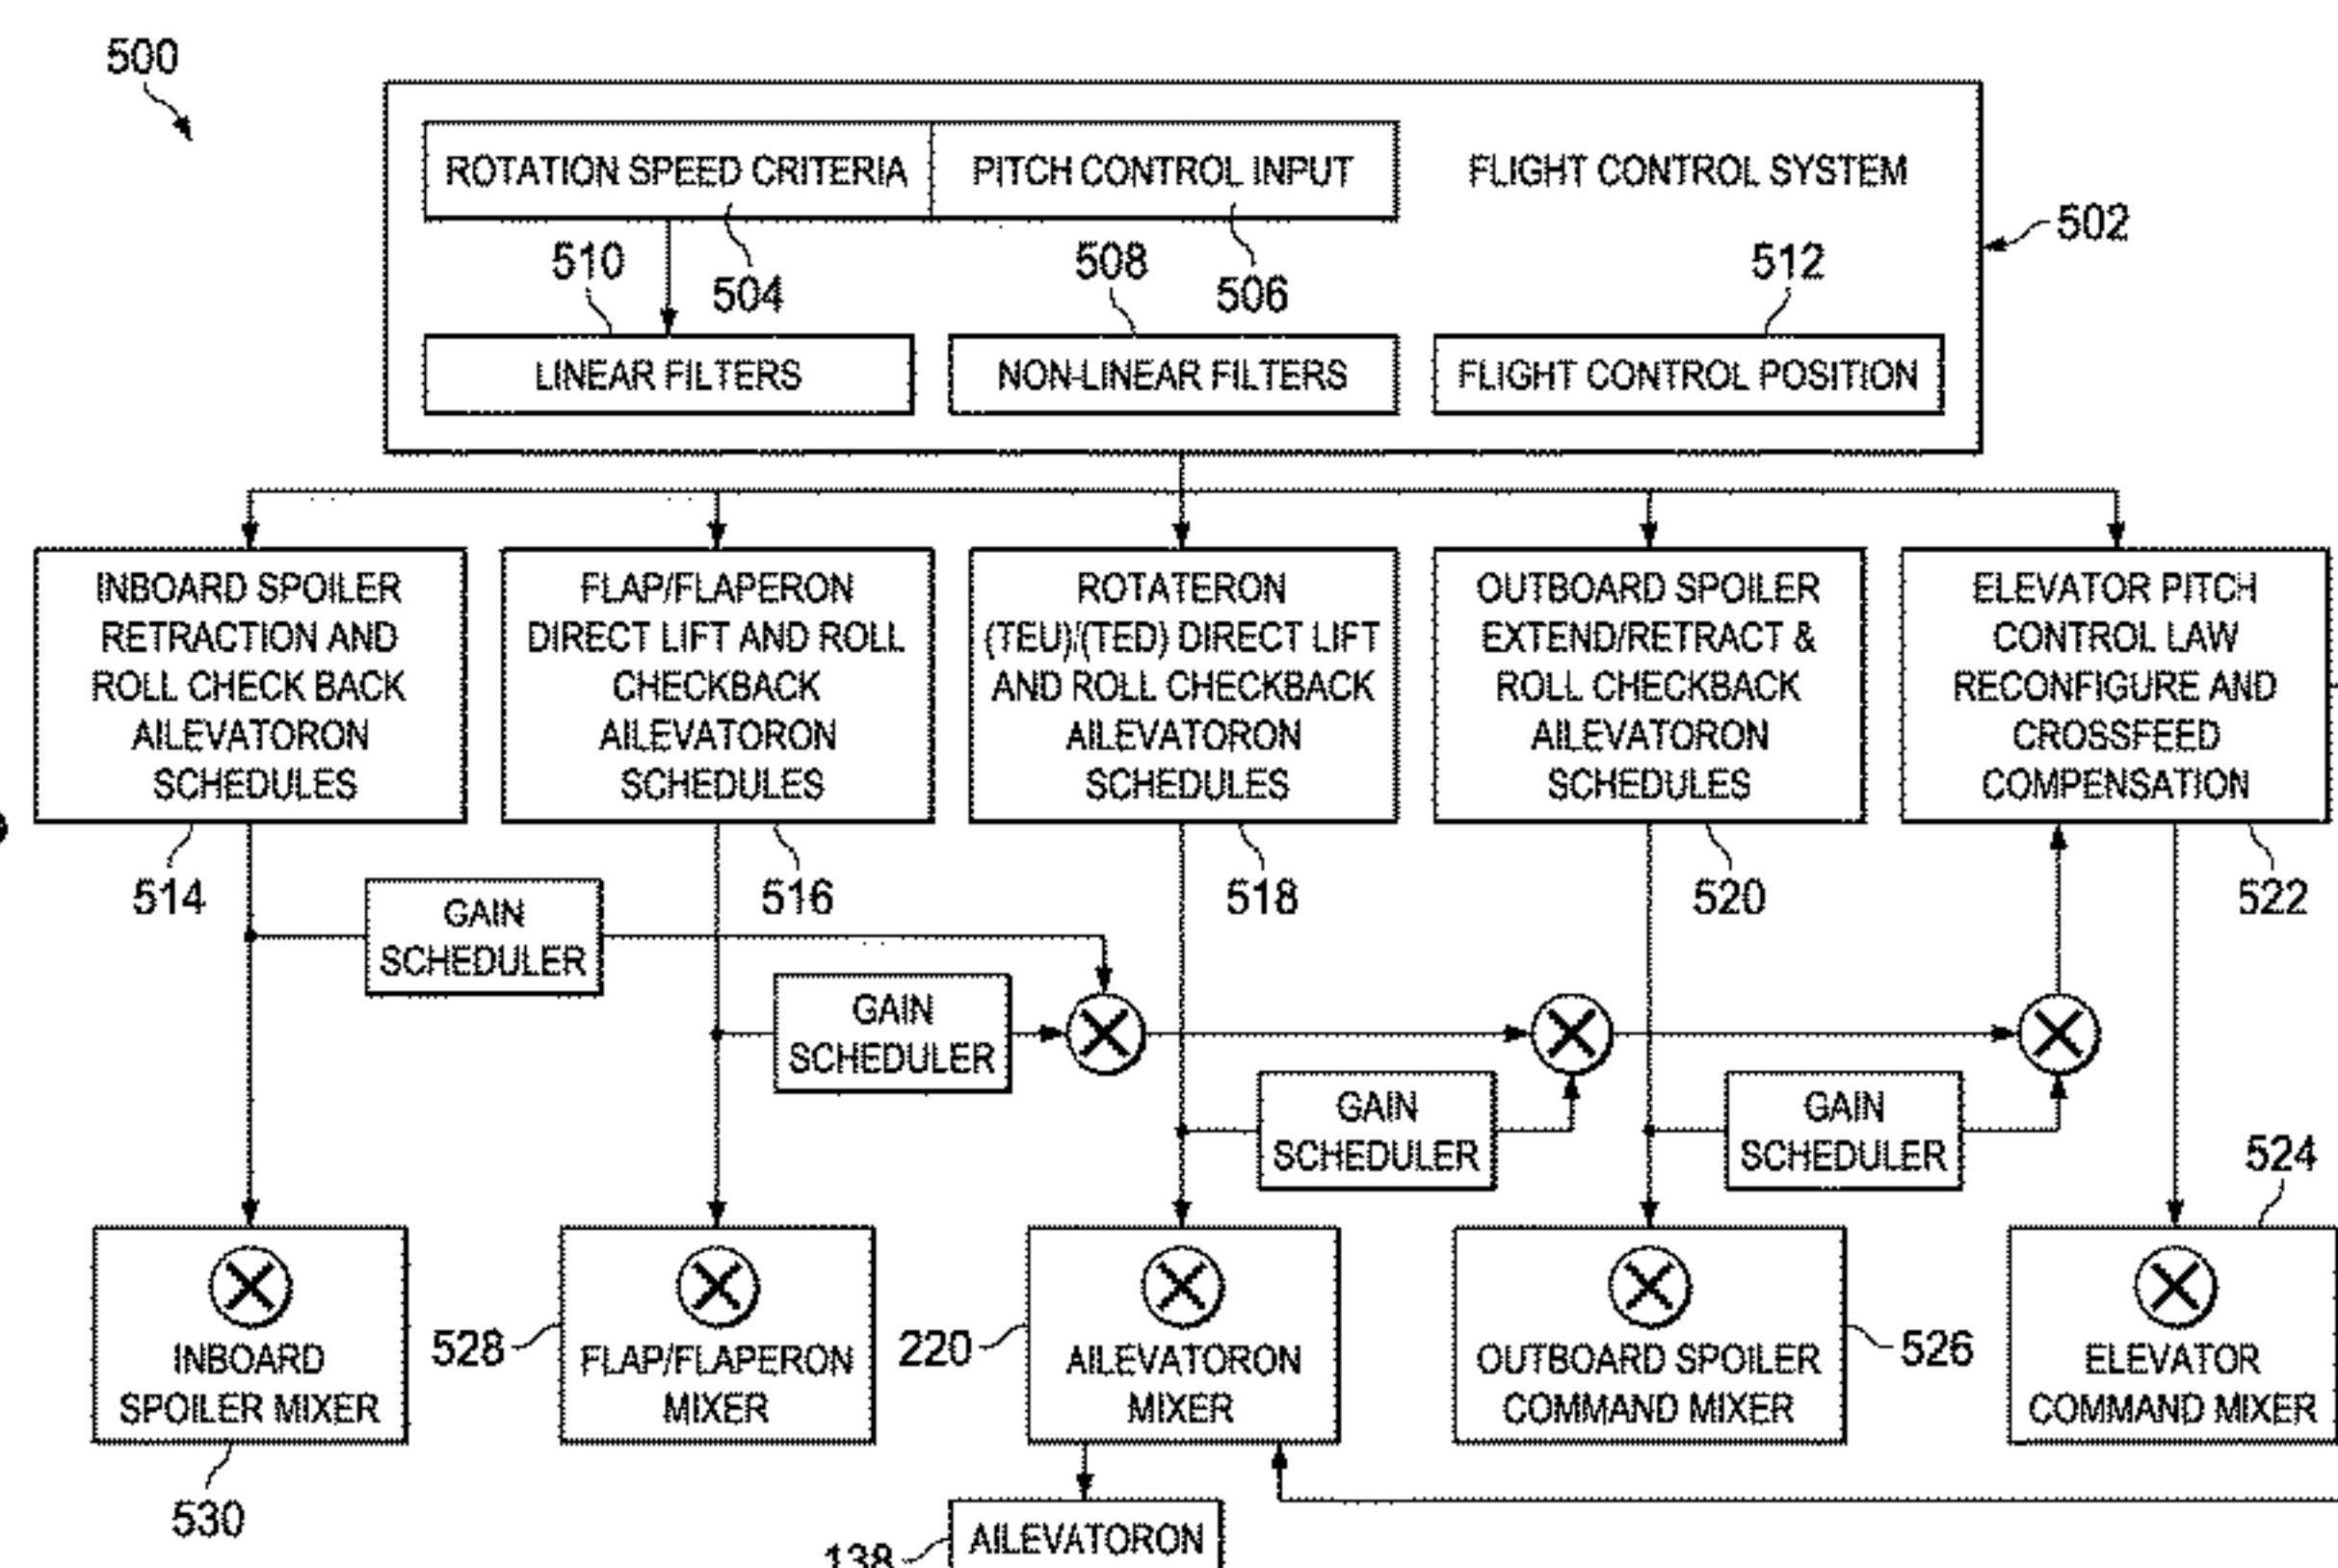 500
ROTATION SPEED CRITERIA
PITCH CONTROL INPUT
FLIGHT CONTROL SYSTEM
502
510
504
508
506
512
LINEAR FILTERS
NON-LINEAR FILTERS
FLIGHT CONTROL POSITION
INBOARD SPOILER
RETRACTION AND
ROLL CHECK BACK
AILEVATORON
SCHEDULES
FLAP/FLAPERON
DIRECT LIFT AND ROLL
CHECKBACK
AILEVATORON
SCHEDULES
ROTATERON
(TEU)/(TED) DIRECT LIFT
AND ROLL CHECKBACK
AILEVATORON
SCHEDULES
OUTBOARD SPOILER
EXTEND/RETRACT &
ROLL CHECKBACK
AILEVATORON
SCHEDULES
ELEVATOR PITCH
CONTROL LAW
RECONFIGURE AND
CROSSFEED
COMPENSATION
514
516
518
520
522
GAIN
SCHEDULER
GAIN
SCHEDULER
GAIN
SCHEDULER
GAIN
SCHEDULER
524
INBOARD
SPOILER MIXER
528
FLAP/FLAPERON
MIXER
220
AILEVATORON
MIXER
OUTBOARD SPOILER
COMMAND MIXER
526
ELEVATOR
COMMAND MIXER
530
138
AILEVATORON